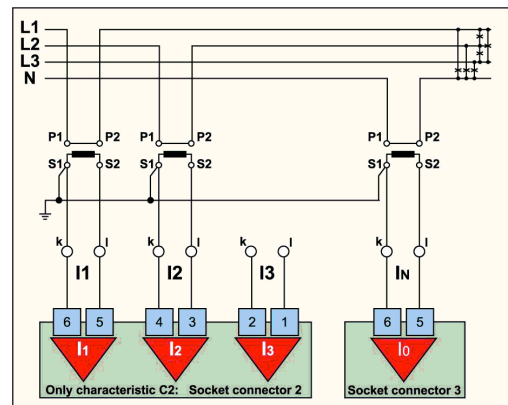 L1
L2
L3
N
P1 P2 P1 P2 P1 P2
S1 S2 S1 S2 S1 S2
k l k l k l k l
I1 I2 I3 IN
6 5 4 3 2 1 6 5
I1 I2 I3 I0
Only characteristic C2: Socket connector 2 Socket connector 3